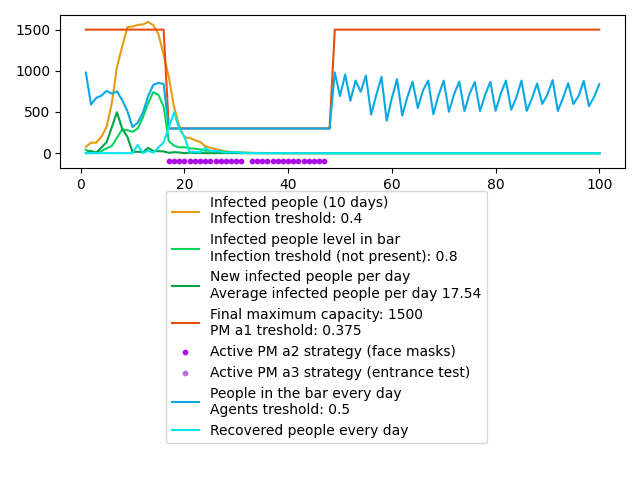 1500
1000
500
0
0
20
40
60
80
100
Infected people (10 days)
Infection treshold: 0.4
Infected people level in bar
Infection treshold (not present): 0.8
New infected people per day
Average infected people per day 17.54
Final maximum capacity: 1500
PM a1 treshold: 0.375
Active PM a2 strategy (face masks)
Active PM a3 strategy (entrance test)
People in the bar every day
Agents treshold: 0.5
Recovered people every day